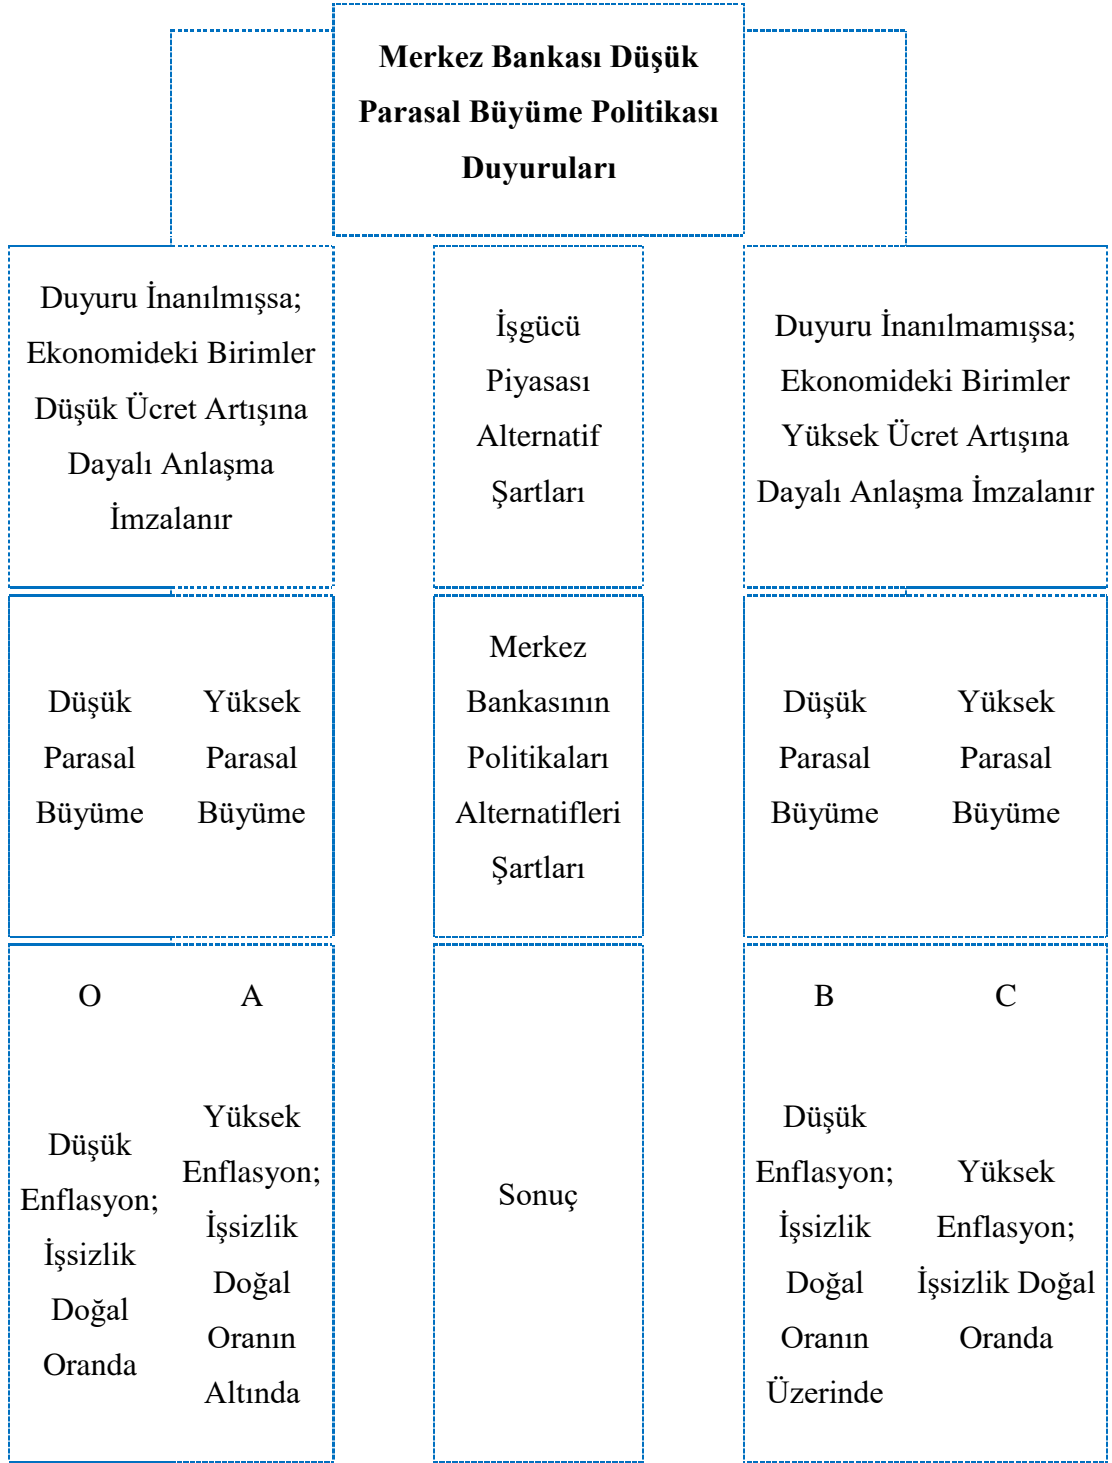 Merkez Bankası Düşük
Parasal Büyüme Politikası
Duyuruları
Duyuru İnanılmışsa;
Ekonomideki Birimler
Düşük Ücret Artışına
Dayalı Anlaşma
İmzalanır
İşgücü
Piyasası
Alternatif
Şartları
Duyuru İnanılmamışsa;
Ekonomideki Birimler
Yüksek Ücret Artışına
Dayalı Anlaşma İmzalanır
Düşük
Parasal
Büyüme
Yüksek
Parasal
Büyüme
Merkez
Bankasının
Politikaları
Alternatifleri
Şartları
Düşük
Parasal
Büyüme
Yüksek
Parasal
Büyüme
O
Düşük
Enflasyon;
İşsizlik
Doğal
Oranda
A
Yüksek
Enflasyon;
İşsizlik
Doğal
Oranın
Altında
Sonuç
B
Düşük
Enflasyon;
İşsizlik
Doğal
Oranın
Üzerinde
C
Yüksek
Enflasyon;
İşsizlik Doğal
Oranda